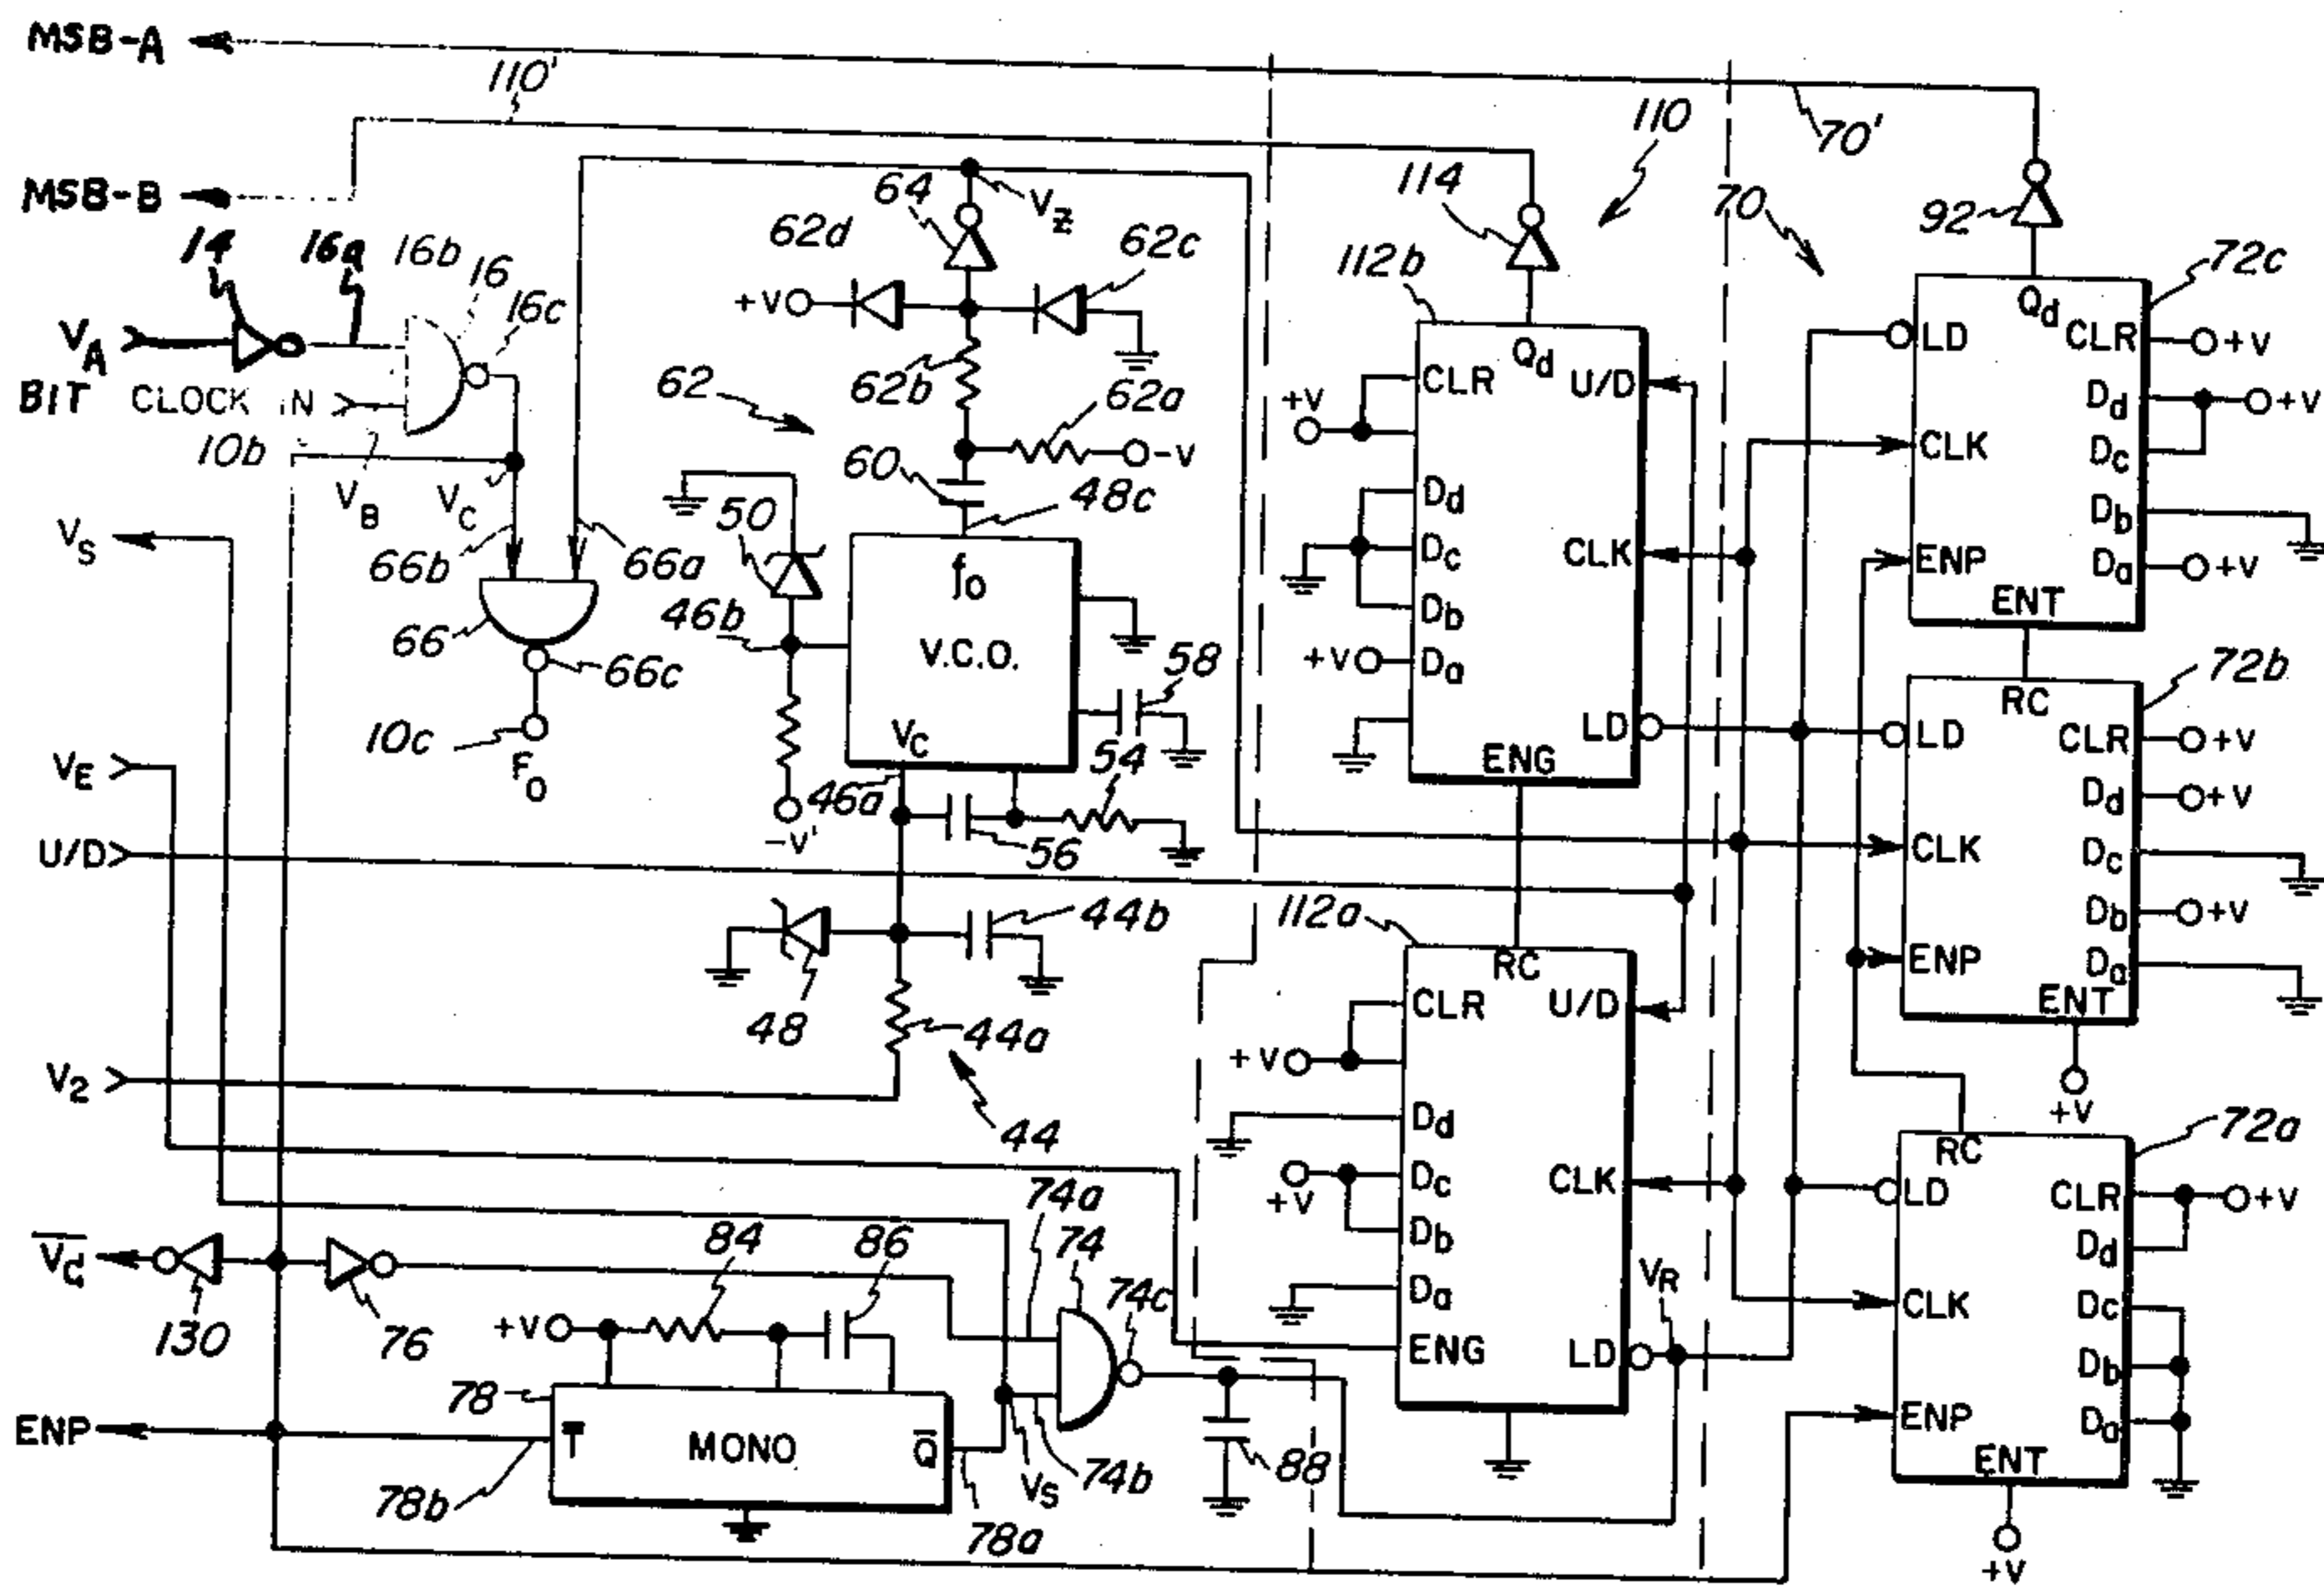 MSB-A
110'
110
70'
MSB-B
64
Vz
114
70
92
14
16a
16b
16
16c
62d
62c
112b
72c
+V
VA
62
62b
62a
Qd
CLR
U/D
+V
LD
Qd
CLR
+V
BIT CLOCK IN
10b
VB
VC
60
-V
48c
Dd
Dc
Db
Da
+V
CLK
Dd
Dc
+V
Db
Da
+V
CLK
ENP
ENT
VS
66b
66a
50
fo
V.C.O.
46b
66
66c
58
LD
ENG
72b
RC
LD
CLR
+V
10c
Fo
VC
54
46a
-V'
56
Dd
+V
Dc
Db
+V
Da
CLK
ENP
ENT
+V
VE
U/D
48
44b
44a
44
112a
RC
CLR
U/D
+V
V2
Dd
Dc
+V
Db
Da
CLK
ENG
LD
VR
72a
RC
LD
CLR
+V
Dd
Dc
Db
Da
CLK
ENP
ENT
+V
VC
130
76
84
86
74a
74
74c
+V
78
ENP
T
MONO
Q
78b
78a
VS
74b
88